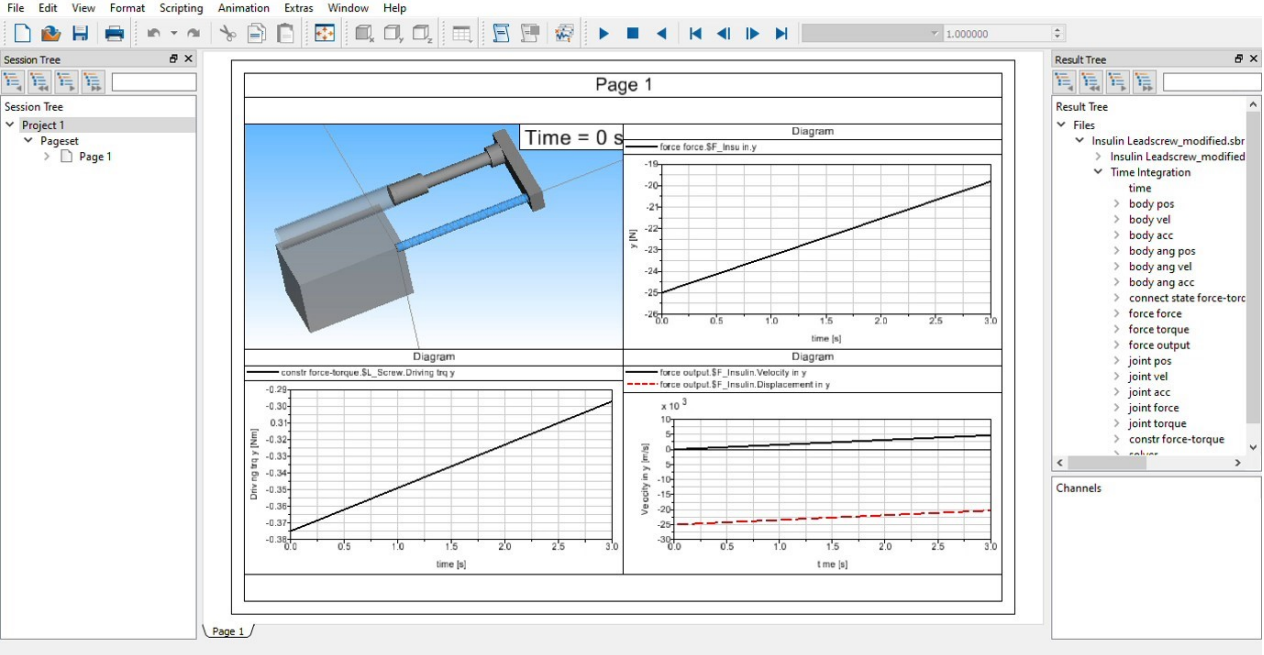 File Edit View Format Scripting Animation Extras Window Help
1.000000
Session Tree
Session Tree
Project 1
Pageset
Page 1
Page 1
Time = 0 s
Diagram
force force.$F_Insu in.y
-19
-20
-21
-22
-23
-24
-25
-26
y [N]
0.0 0.5 1.0 1.5 2.0 2.5 3.0
time [s]
Diagram
constr force-torque.$L_Screw.Driving trq y
-0.29
-0.30
0.31
-0.32
-0.33
-0.34
-0.35
-0.36
-0.37
-0.38
Driv ng trq y [Nm]
0.0 0.5 1.0 1.5 2.0 2.5 3.0
time [s]
Diagram
force output.$F_Insulin.Velocity in y
force output.$F_Insulin.Displacement in y
x 10 3
10
5
0
5
-10
-15
-20
-25
-30
Ve ocity in y [m/s]
0.0 0.5 1.0 1.5 2.0 2.5 3.0
t me [s]
Page 1
Result Tree
Result Tree
Files
Insulin Leadscrew_modified.sbr
Insulin Leadscrew_modified
Time Integration
time
body pos
body vel
body acc
body ang pos
body ang vel
body ang acc
connect state force-torc
force force
force torque
force output
joint pos
joint vel
joint acc
joint force
joint torque
constr force-torque
Channels